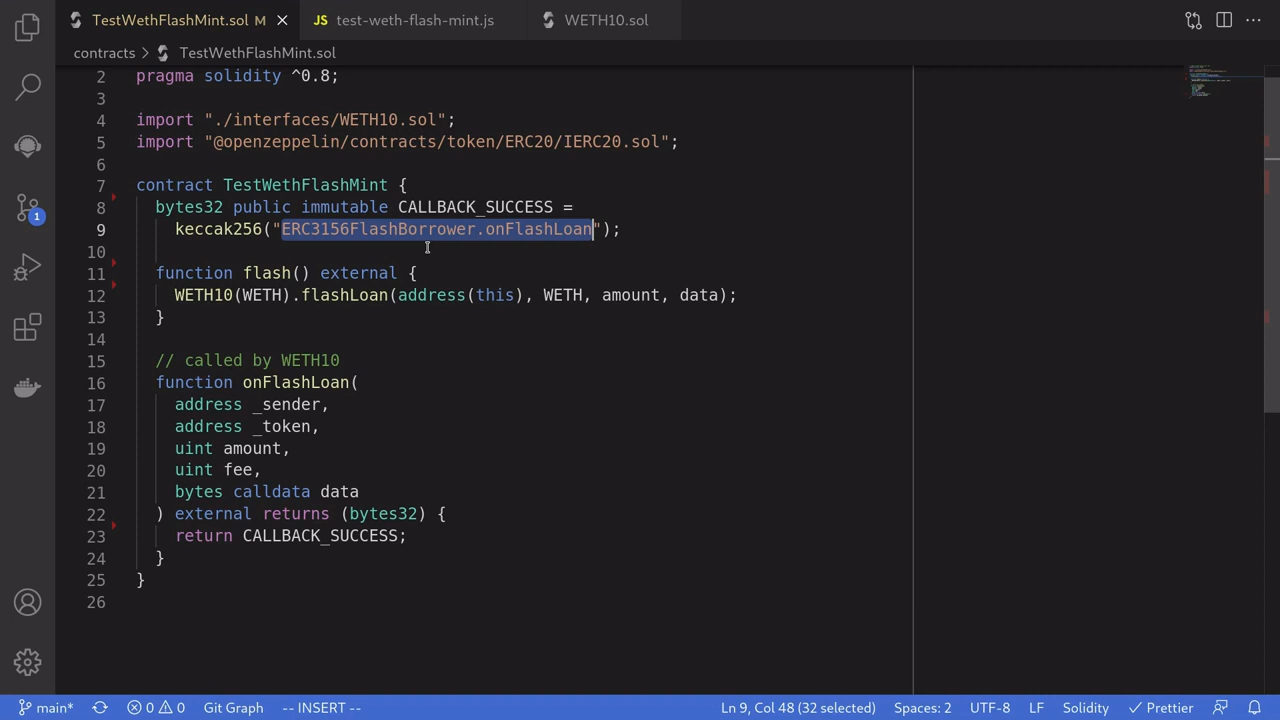 TestWethFlashMint.sol M
JS test-weth-flash-mint.js
WETH10.sol
contracts > TestWethFlashMint.sol
2 pragma solidity ^0.8;
3
4 import "./interfaces/WETH10.sol";
5 import "@openzeppelin/contracts/token/ERC20/IERC20.sol";
6
7 contract TestWethFlashMint {
8 bytes32 public immutable CALLBACK_SUCCESS =
9 keccak256("ERC3156FlashBorrower.onFlashLoan");
10
11 function flash() external {
12 WETH10(WETH).flashLoan(address(this), WETH, amount, data);
13 }
14
15 // called by WETH10
16 function onFlashLoan(
17 address _sender,
18 address _token,
19 uint amount,
20 uint fee,
21 bytes calldata data
22 ) external returns (bytes32) {
23 return CALLBACK_SUCCESS;
24 }
25 }
26
1
main* 0 0 Git Graph -- INSERT -- Ln 9, Col 48 (32 selected) Spaces: 2 UTF-8 LF Solidity Prettier